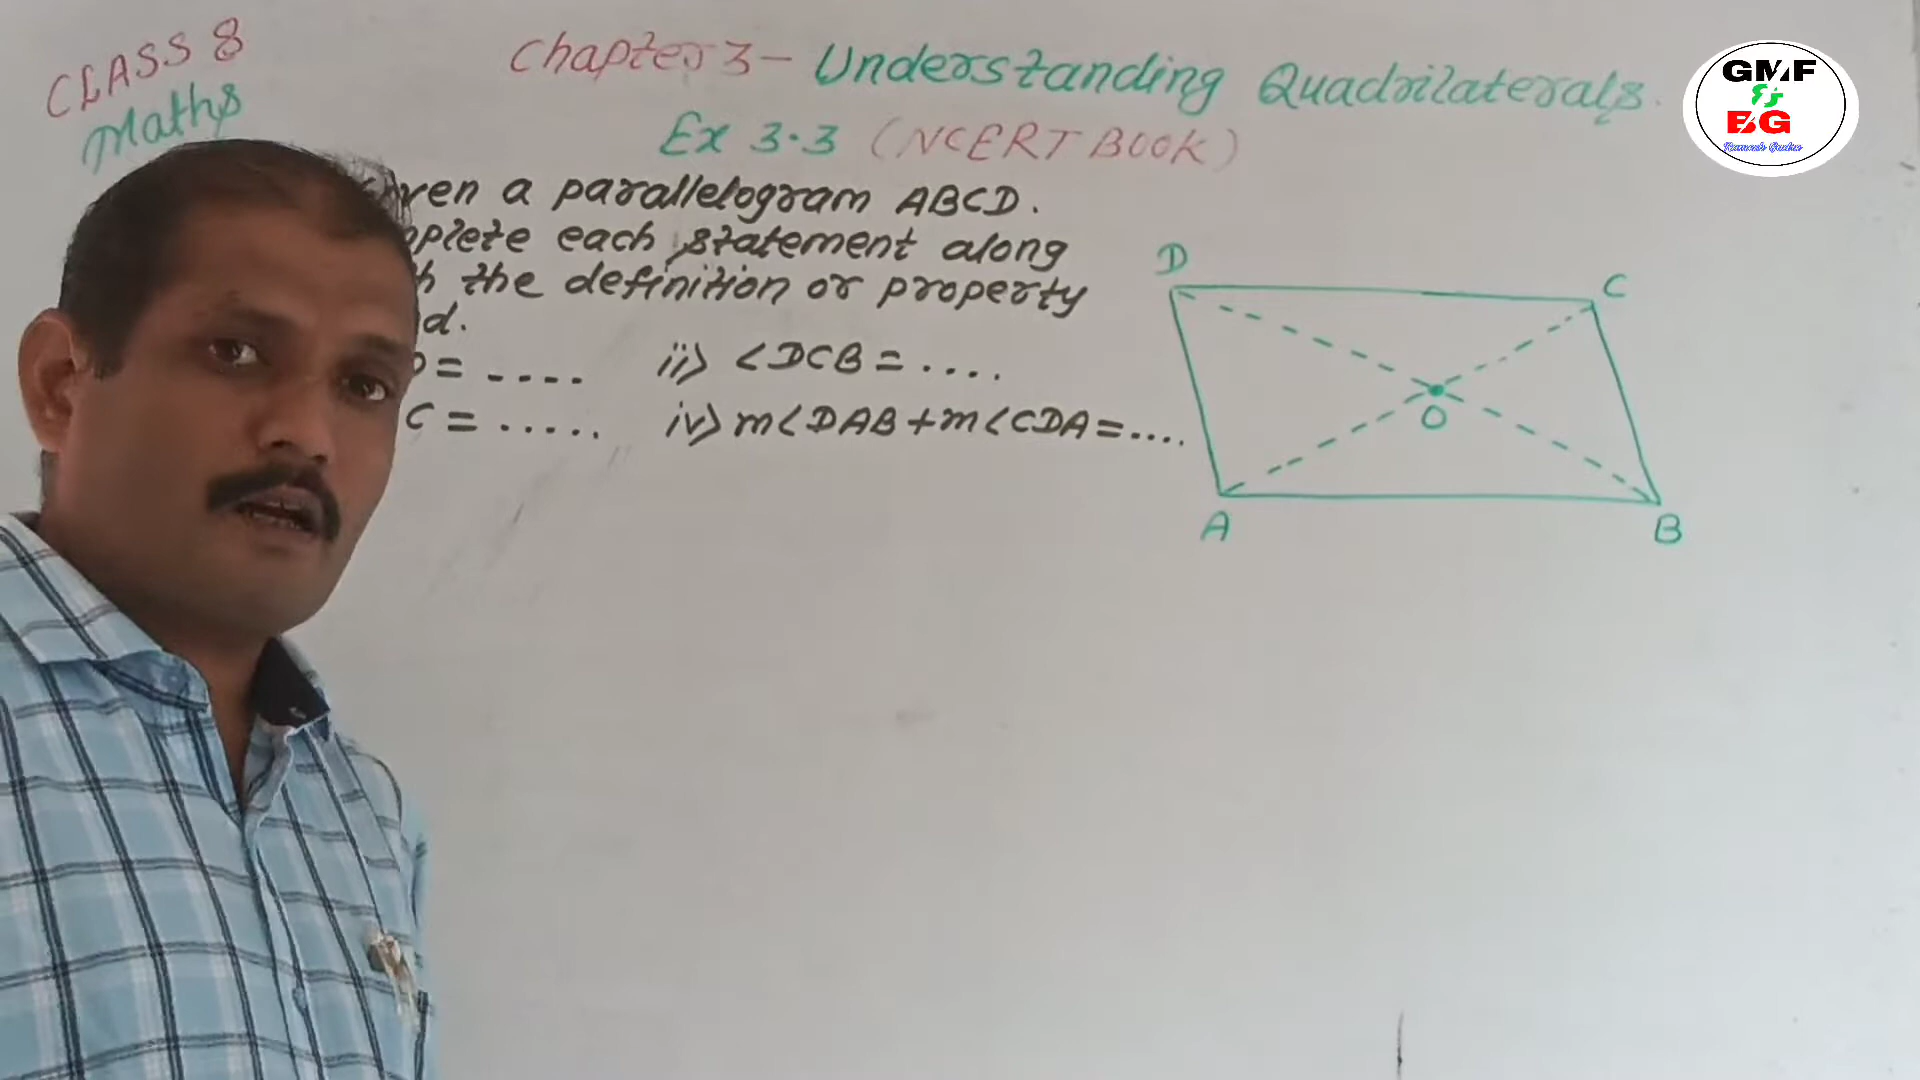 CLASS 8
Maths
Chapter 3 - Understanding Quadrilaterals.
Ex 3.3 (NCERT BOOK)
GMF
BG
ven a parallelogram ABCD.
plete each statement along
h the definition or property
d.
= ---- ii) <DCB = ....
C = ..... iv) m<DAB + m<CDA = ....
D
C
O
A
B